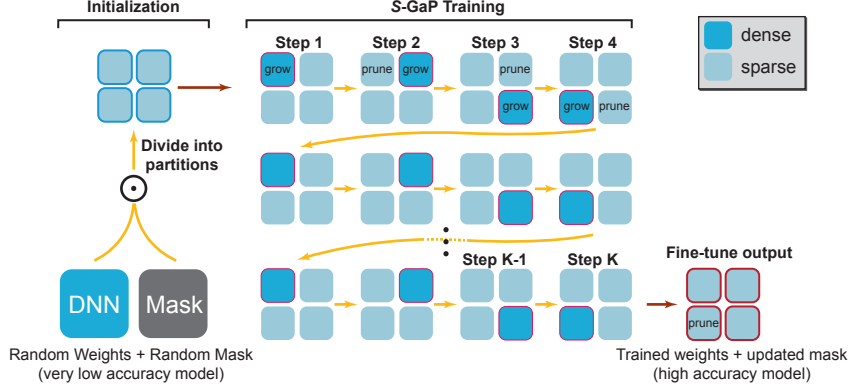 Initialization
S-GaP Training
Step 1
Step 2
Step 3
Step 4
dense
sparse
grow
prune
grow
prune
grow
grow
prune
Divide into
partitions
DNN
Mask
Random Weights + Random Mask
(very low accuracy model)
Step K-1
Step K
Fine-tune output
prune
Trained weights + updated mask
(high accuracy model)